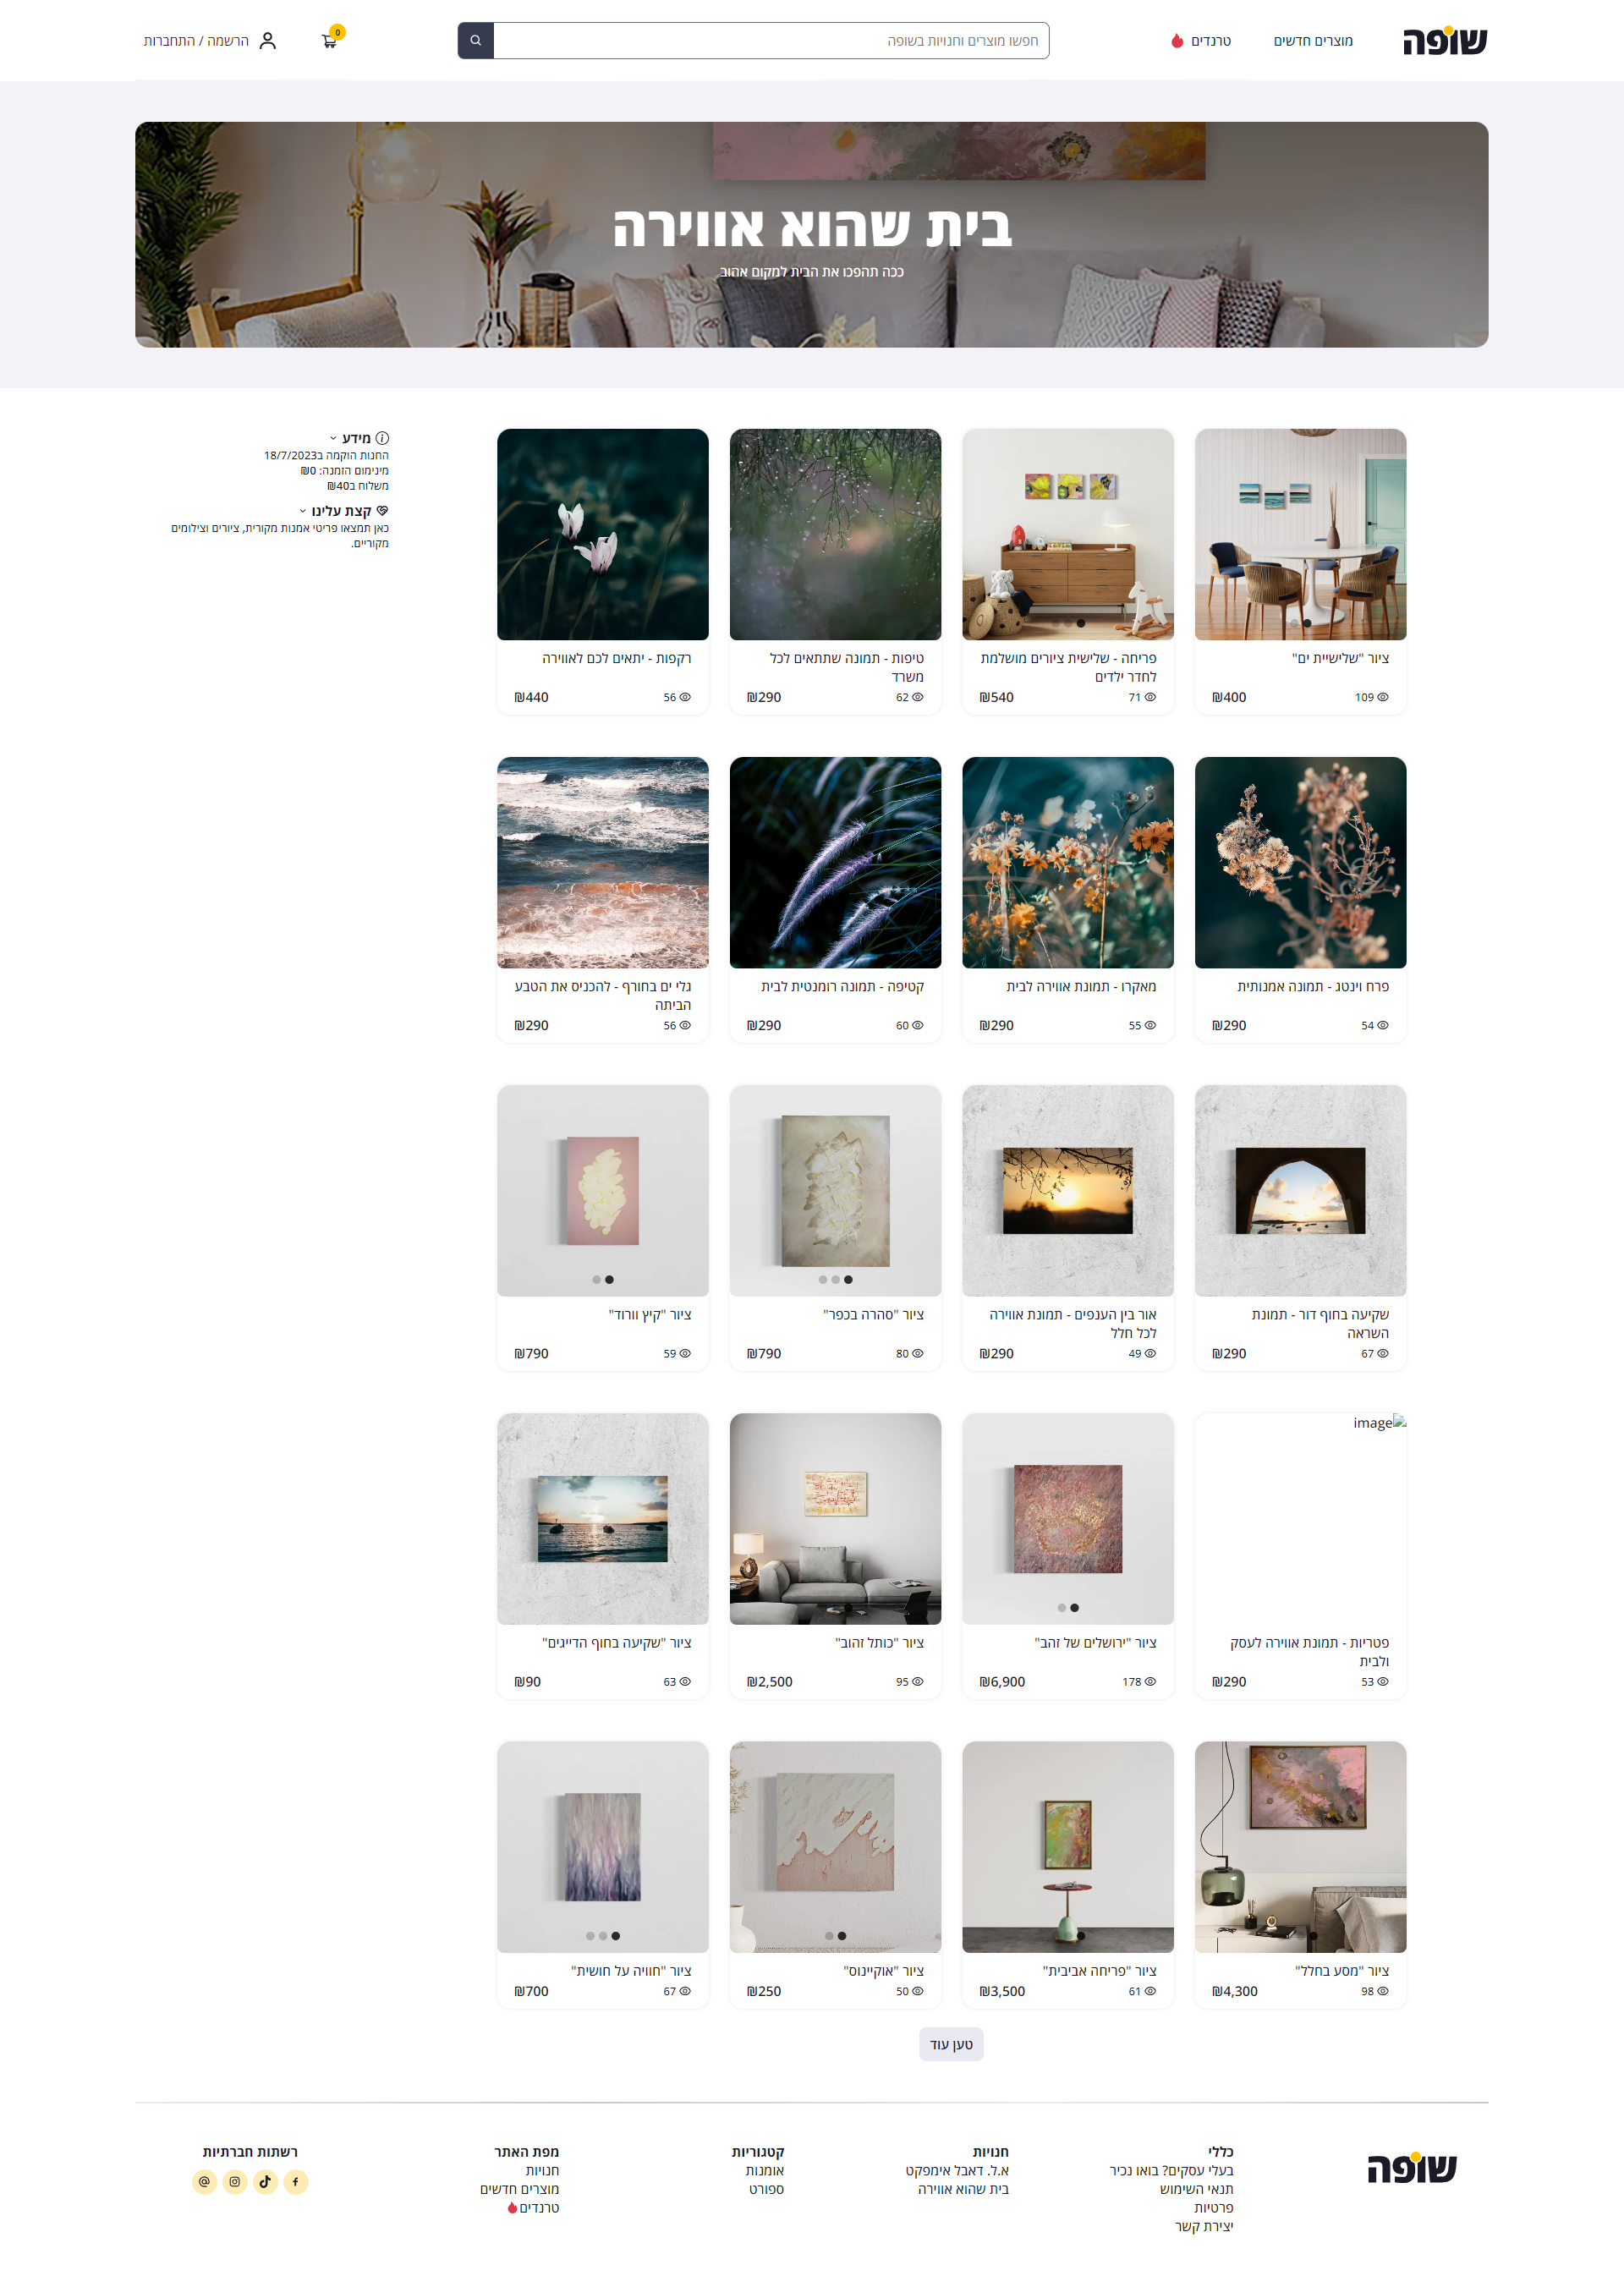 שופה
מוצרים חדשים
טרנדים
חפשו מוצרים וחנויות בשופה
0
הרשמה / התחברות
בית שהוא אווירה
ככה תהפכו את הבית למקום אהוב
ציור "שלישיית ים"
109
₪400
פריחה - שלישית ציורים מושלמת
לחדר ילדים
71
₪540
טיפות - תמונה שתתאים לכל
משרד
62
₪290
רקפות - יתאים לכם לאווירה
56
₪440
מידע
החנות הוקמה ב18/7/2023
מינימום הזמנה: ₪0
משלוח ב₪40
קצת עלינו
כאן תמצאו פריטי אמנות מקורית, ציורים וצילומים
מקוריים.
פרח וינטג - תמונה אמנותית
54
₪290
מאקרו - תמונת אווירה לבית
55
₪290
קטיפה - תמונה רומנטית לבית
60
₪290
גלי ים בחורף - להכניס את הטבע
הביתה
56
₪290
שקיעה בחוף דור - תמונת
השראה
67
₪290
אור בין הענפים - תמונת אווירה
לכל חלל
49
₪290
ציור "סהרה בכפר"
80
₪790
ציור "קיץ וורוד"
59
₪790
image
פטריות - תמונת אווירה לעסק
ולבית
53
₪290
ציור "ירושלים של זהב"
178
₪6,900
ציור "כותל זהוב"
95
₪2,500
ציור "שקיעה בחוף הדייגים"
63
₪90
ציור "מסע בחלל"
98
₪4,300
ציור "פריחה אביבית"
61
₪3,500
ציור "אוקיינוס"
50
₪250
ציור "חוויה על חושית"
67
₪700
טען עוד
שופה
כללי
בעלי עסקים? בואו נכיר
תנאי השימוש
פרטיות
יצירת קשר
חנויות
א.ל. דאבל אימפקט
בית שהוא אווירה
קטגוריות
אומנות
ספורט
מפת האתר
חנויות
מוצרים חדשים
טרנדים
רשתות חברתיות